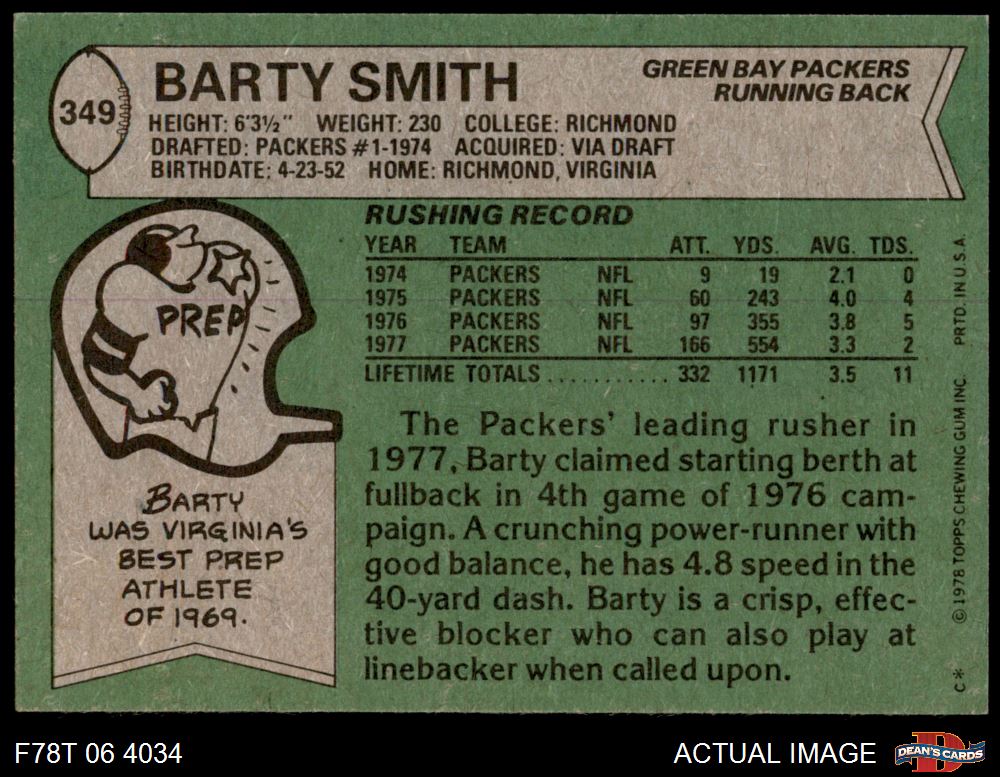 349
BARTY SMITH
GREEN BAY PACKERS
RUNNING BACK
HEIGHT: 6'3½" WEIGHT: 230 COLLEGE: RICHMOND
DRAFTED: PACKERS #1-1974 ACQUIRED: VIA DRAFT
BIRTHDATE: 4-23-52 HOME: RICHMOND, VIRGINIA
RUSHING RECORD
YEAR TEAM ATT. YDS. AVG. TDS.
1974 PACKERS NFL 9 19 2.1 0
1975 PACKERS NFL 60 243 4.0 4
1976 PACKERS NFL 97 355 3.8 5
1977 PACKERS NFL 166 554 3.3 2
LIFETIME TOTALS............ 332 1171 3.5 11
PREP
BARTY
WAS VIRGINIA'S
BEST PREP
ATHLETE
OF 1969.
The Packers' leading rusher in
1977, Barty claimed starting berth at
fullback in 4th game of 1976 cam-
paign. A crunching power-runner with
good balance, he has 4.8 speed in the
40-yard dash. Barty is a crisp, effec-
tive blocker who can also play at
linebacker when called upon.
C* © 1978 TOPPS CHEWING GUM INC. PRTD. IN U.S.A.
F78T 06 4034
ACTUAL IMAGE
D
DEAN'S CARDS